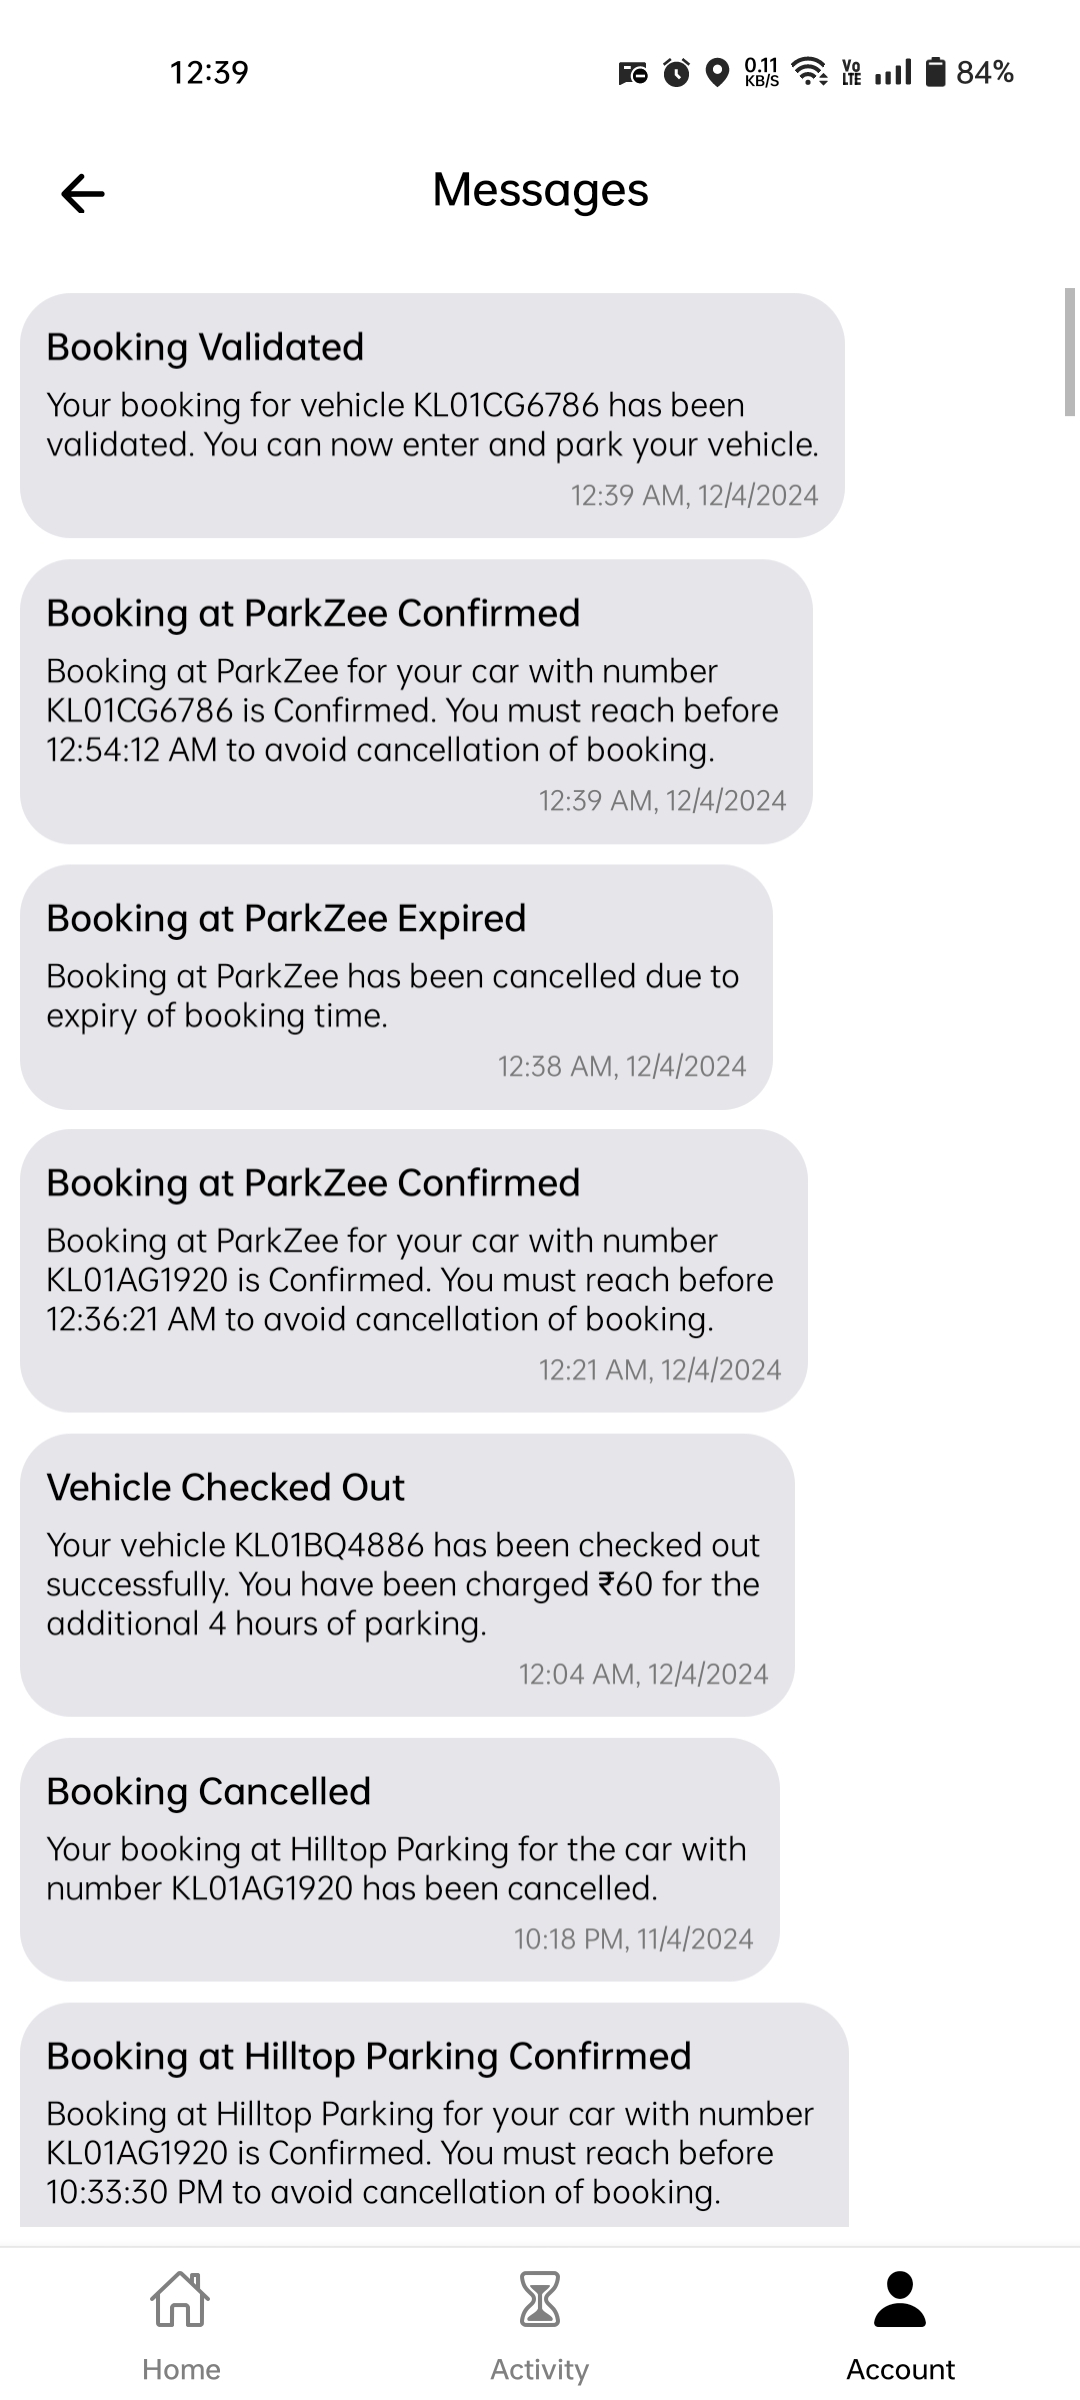 12:39
0.11
KB/S
Vo
LTE
84%
Messages
Booking Validated
Your booking for vehicle KL01CG6786 has been
validated. You can now enter and park your vehicle.
12:39 AM, 12/4/2024
Booking at ParkZee Confirmed
Booking at ParkZee for your car with number
KL01CG6786 is Confirmed. You must reach before
12:54:12 AM to avoid cancellation of booking.
12:39 AM, 12/4/2024
Booking at ParkZee Expired
Booking at ParkZee has been cancelled due to
expiry of booking time.
12:38 AM, 12/4/2024
Booking at ParkZee Confirmed
Booking at ParkZee for your car with number
KL01AG1920 is Confirmed. You must reach before
12:36:21 AM to avoid cancellation of booking.
12:21 AM, 12/4/2024
Vehicle Checked Out
Your vehicle KL01BQ4886 has been checked out
successfully. You have been charged ₹60 for the
additional 4 hours of parking.
12:04 AM, 12/4/2024
Booking Cancelled
Your booking at Hilltop Parking for the car with
number KL01AG1920 has been cancelled.
10:18 PM, 11/4/2024
Booking at Hilltop Parking Confirmed
Booking at Hilltop Parking for your car with number
KL01AG1920 is Confirmed. You must reach before
10:33:30 PM to avoid cancellation of booking.
Home
Activity
Account